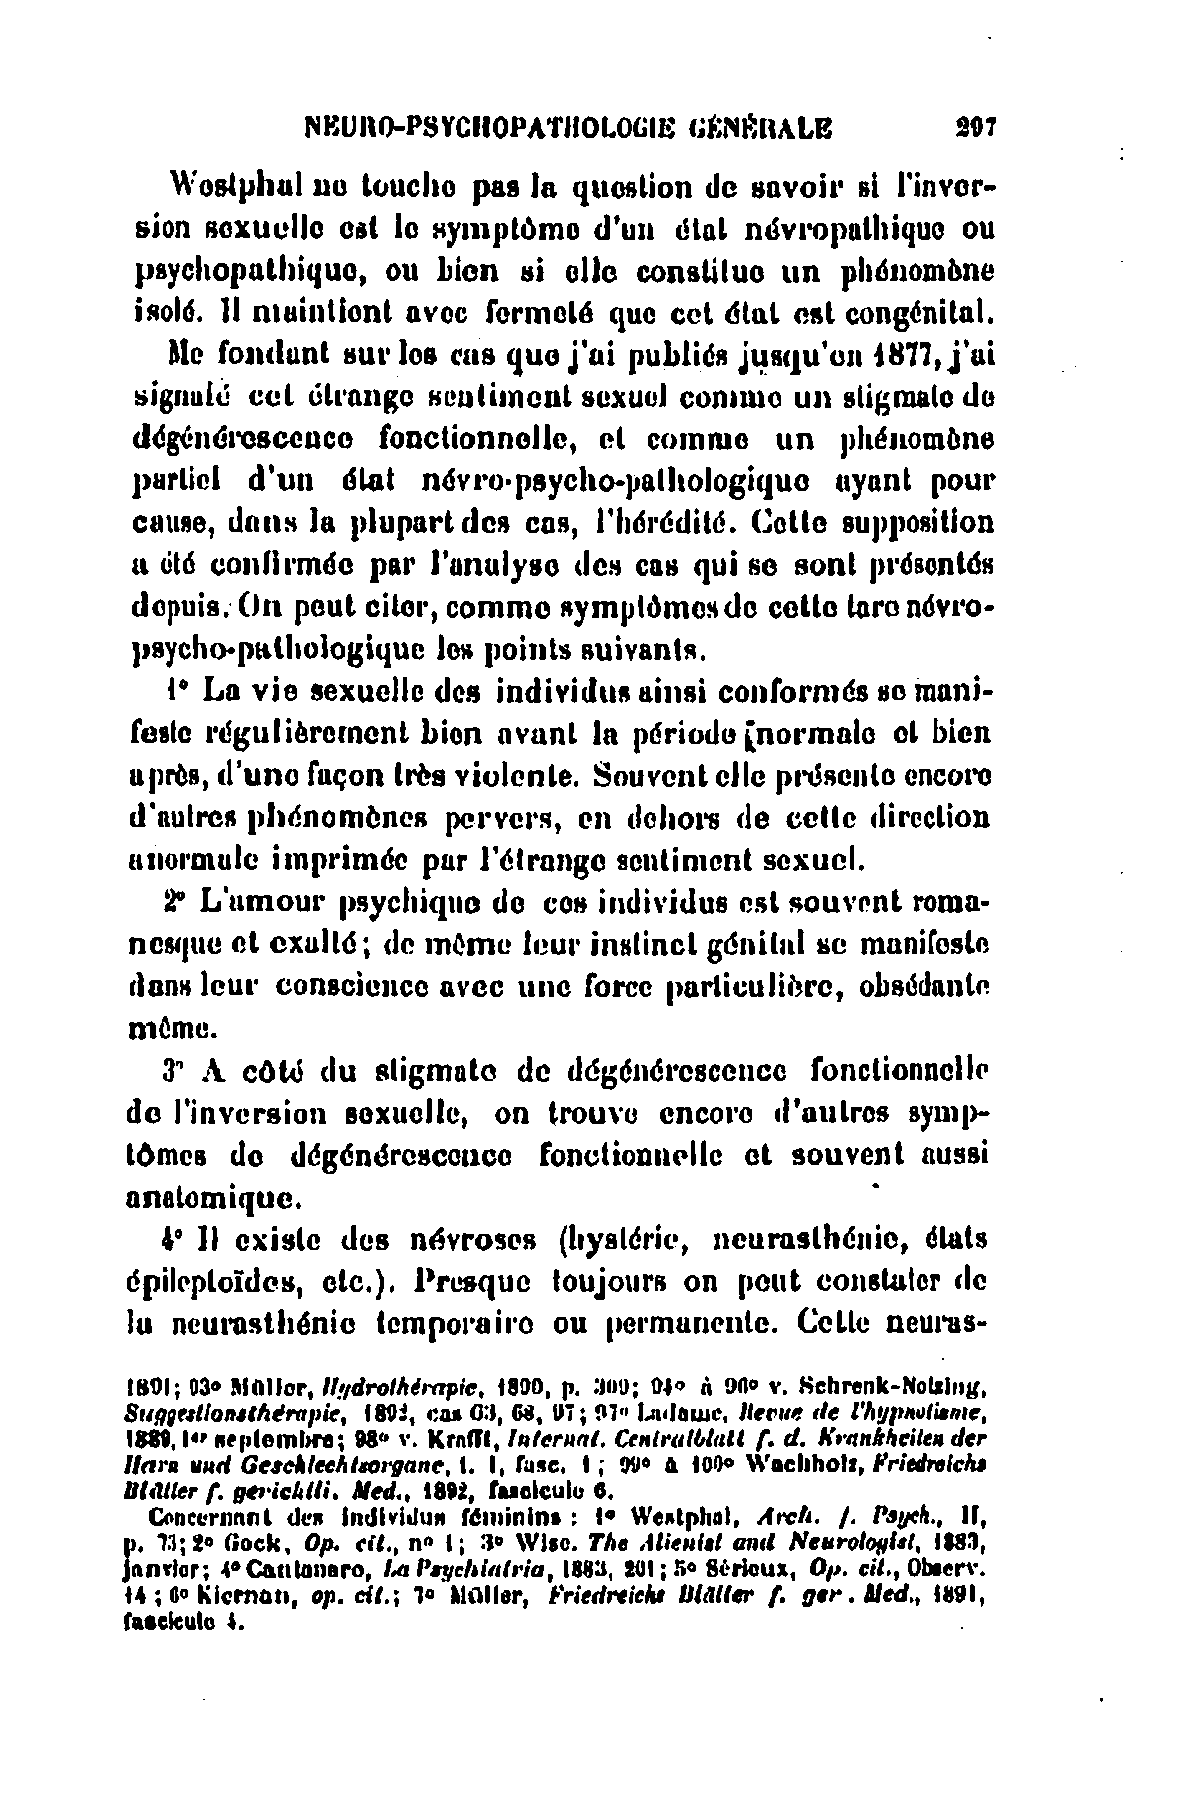 NEURO-PSYCHOPATHOLOGIE GÉNÉRALE 297
Westphal ne touche pas la question de savoir si l'inver-
sion sexuelle est le symptôme d'un état névropathique ou
psychopathique, ou bien si elle constitue un phénomène
isolé. Il maintient avec fermeté que cet état est congénital.
Me fondant sur les cas que j'ai publiés jusqu'en 1877, j'ai
signalé cet étrange sentiment sexuel comme un stigmate de
dégénérescence fonctionnelle, et comme un phénomène
partiel d'un état névro-psycho-pathologique ayant pour
cause, dans la plupart des cas, l'hérédité. Cette supposition
a été confirmée par l'analyse des cas qui se sont présentés
depuis. On peut citer, comme symptômes de cette tare névro-
psycho-pathologique les points suivants.
1° La vie sexuelle des individus ainsi conformés se mani-
feste régulièrement bien avant la période normale et bien
après, d'une façon très violente. Souvent elle présente encore
d'autres phénomènes pervers, en dehors de cette direction
anormale imprimée par l'étrange sentiment sexuel.
2° L'amour psychique de ces individus est souvent roma-
nesque et exalté; de même leur instinct génital se manifeste
dans leur conscience avec une force particulière, obsédante
même.
3° A côté du stigmate de dégénérescence fonctionnelle
de l'inversion sexuelle, on trouve encore d'autres symp-
tômes de dégénérescence fonctionnelle et souvent aussi
anatomique.
4° Il existe des névroses (hystérie, neurasthénie, états
épileptoïdes, etc.). Presque toujours on peut constater de
la neurasthénie temporaire ou permanente. Cette neuras-
1891; 93° Müller, Hydrothérapie, 1890, p. 309; 94° à 96° v. Schrenk-Notzing,
Suggestionsthérapie, 1892, cas 63, 68, 97; 97° Ladame, Revue de l'hypnotisme,
1889, 1er septembre; 98° v. Krafft, Internat. Centralblatt f. d. Krankheiten der
Harn und Geschlechtsorgane, t. I, fasc. 1; 99° à 100° Wachholz, Friedreichs
Blätter f. gerichtli. Med., 1892, fascicule 6.
Concernant des individus féminins : 1° Westphal, Arch. f. Psych., II,
p. 73; 2° Gock, Op. cit., n° 1; 3° Wise. The Alienist and Neurologist, 1883,
janvier; 4° Cantanaro, La Psychiatria, 1883, 201; 5° Sérieux, Op. cit., Observ.
14; 6° Kiernan, op. cit.; 7° Müller, Friedreichs Blätter f. ger. Med., 1891,
fascicule 4.